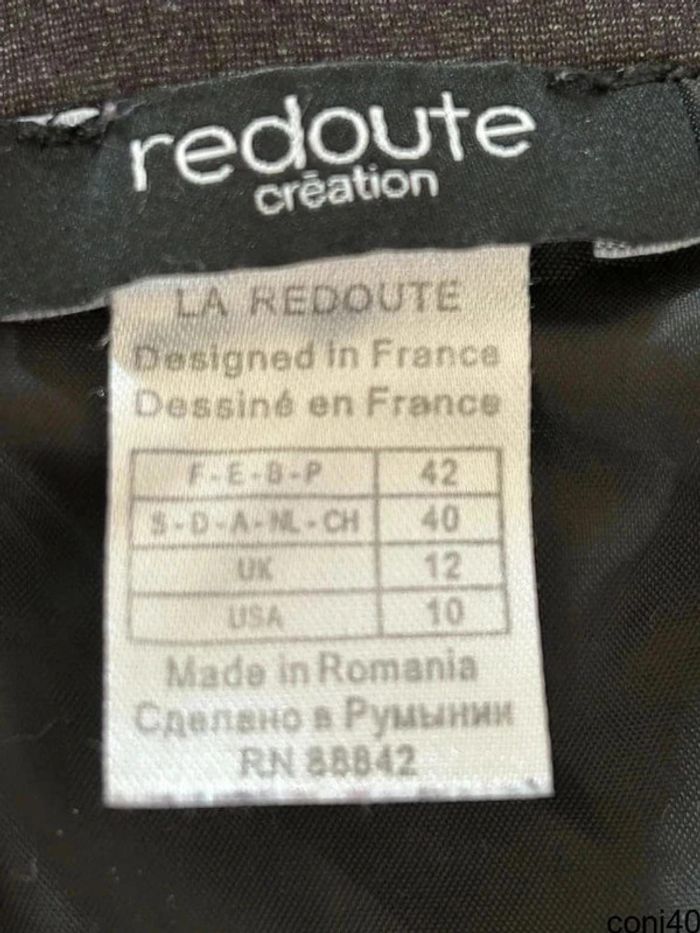 redoute
création
LA REDOUTE
Designed in France
Dessiné en France
F-E-B-P 42
S-D-A-NL-CH 40
UK 12
USA 10
Made in Romania
Сделано в Румынии
RN 88842
coni40